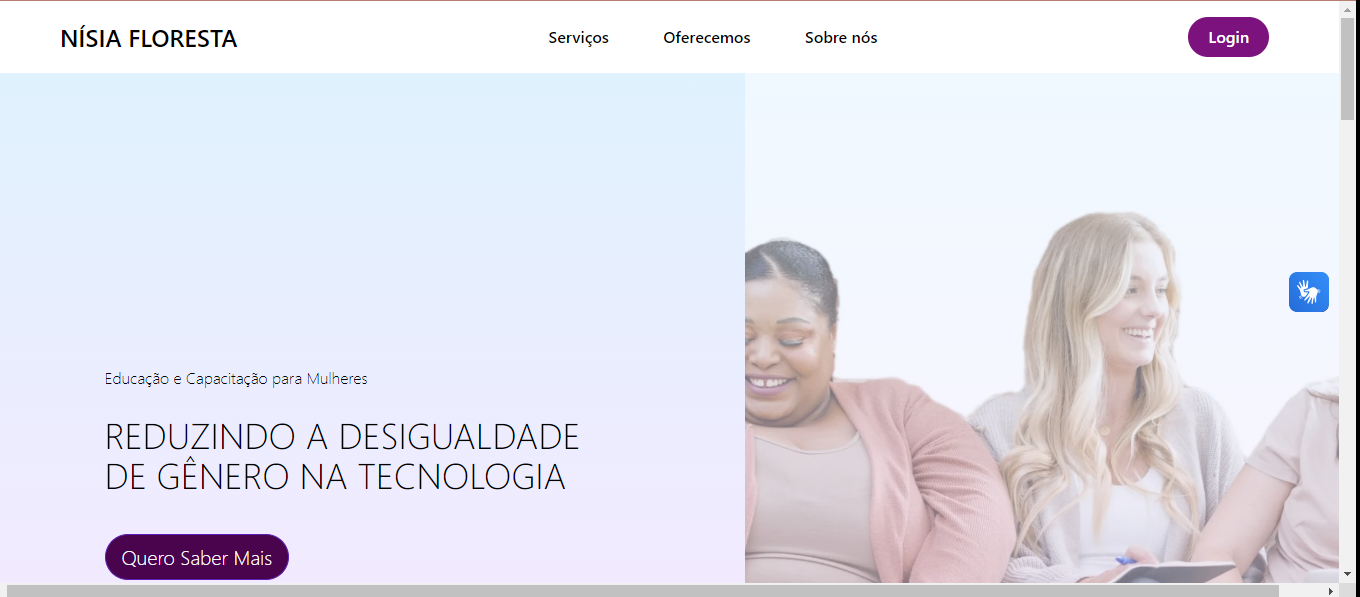 NÍSIA FLORESTA
Serviços
Oferecemos
Sobre nós
Login
Educação e Capacitação para Mulheres
REDUZINDO A DESIGUALDADE
DE GÊNERO NA TECNOLOGIA
Quero Saber Mais